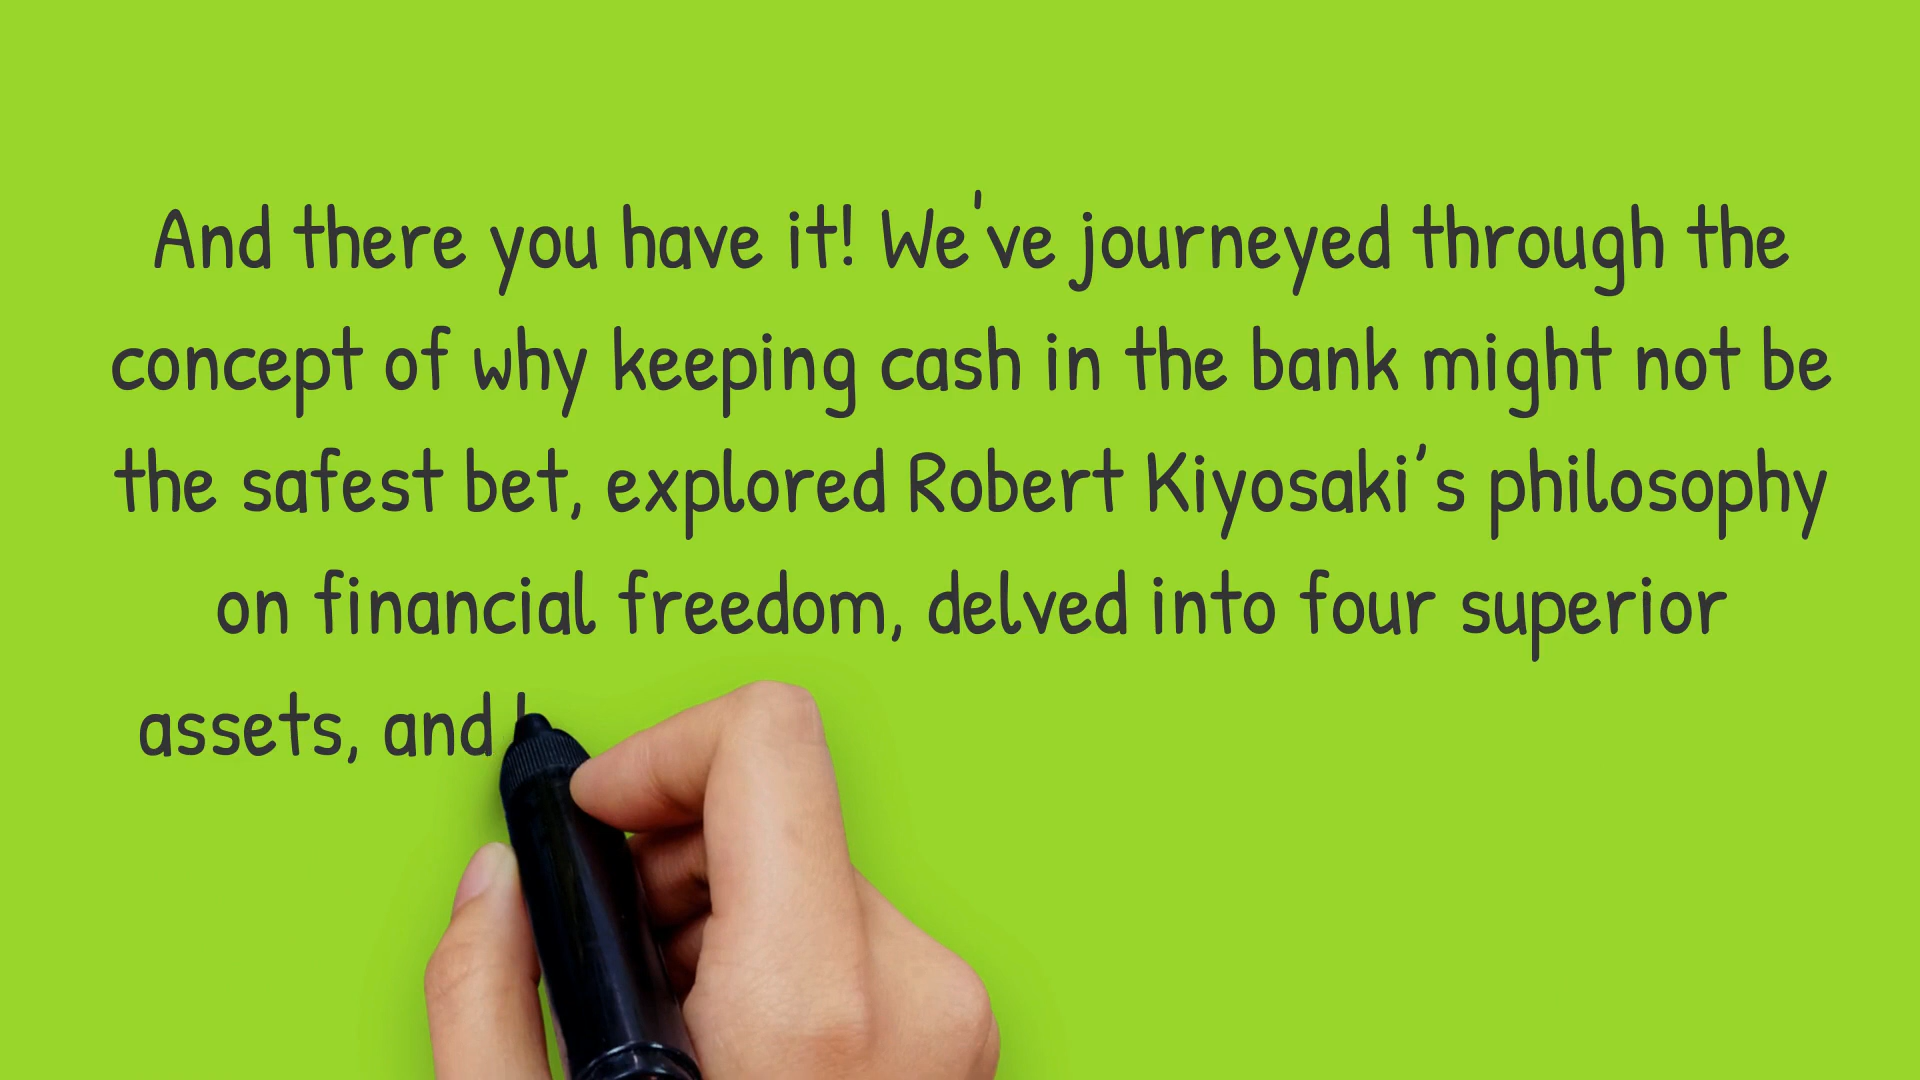 And there you have it! We've journeyed through the
concept of why keeping cash in the bank might not be
the safest bet, explored Robert Kiyosaki's philosophy
on financial freedom, delved into four superior
assets, and